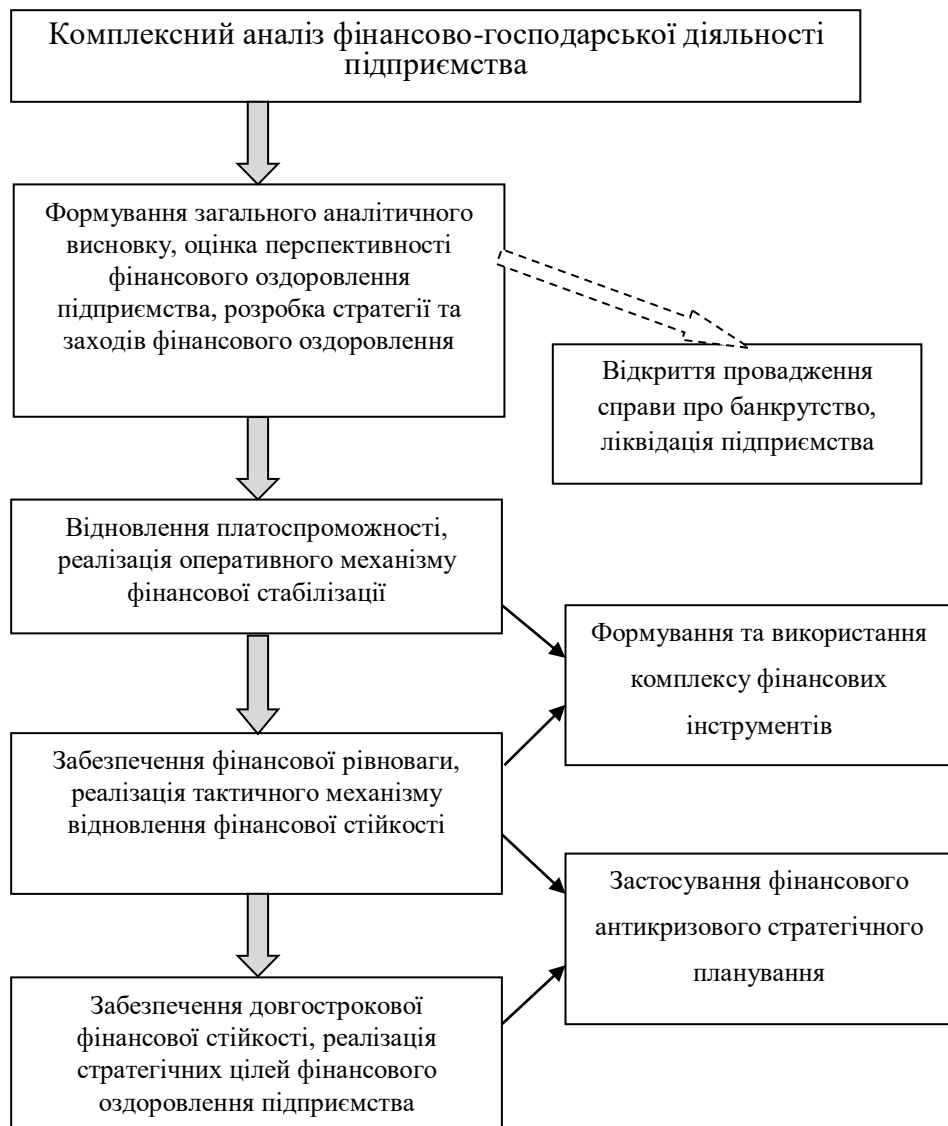 Комплексний аналіз фінансово-господарської діяльності
підприємства
Формування загального аналітичного
висновку, оцінка перспективності
фінансового оздоровлення
підприємства, розробка стратегії та
заходів фінансового оздоровлення
Відкриття провадження
справи про банкрутство,
ліквідація підприємства
Відновлення платоспроможності,
реалізація оперативного механізму
фінансової стабілізації
Формування та використання
комплексу фінансових
інструментів
Забезпечення фінансової рівноваги,
реалізація тактичного механізму
відновлення фінансової стійкості
Застосування фінансового
антикризового стратегічного
планування
Забезпечення довгострокової
фінансової стійкості, реалізація
стратегічних цілей фінансового
оздоровлення підприємства